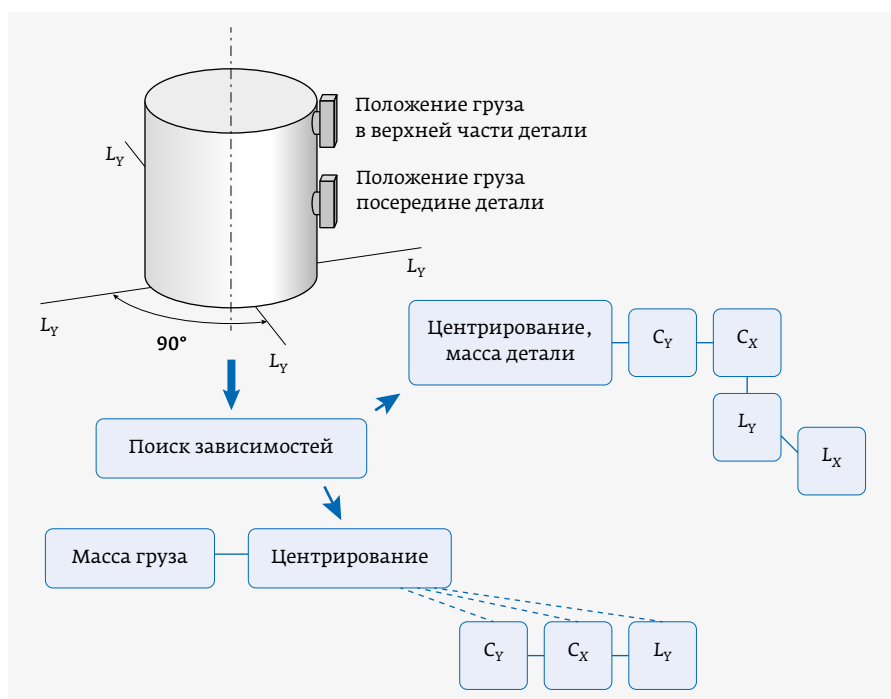 Положение груза
в верхней части детали
L_Y
Положение груза
посередине детали
L_Y
L_Y
90°
L_Y
Центрирование,
масса детали
C_Y
C_X
L_Y
L_X
Поиск зависимостей
Масса груза
Центрирование
C_Y
C_X
L_Y